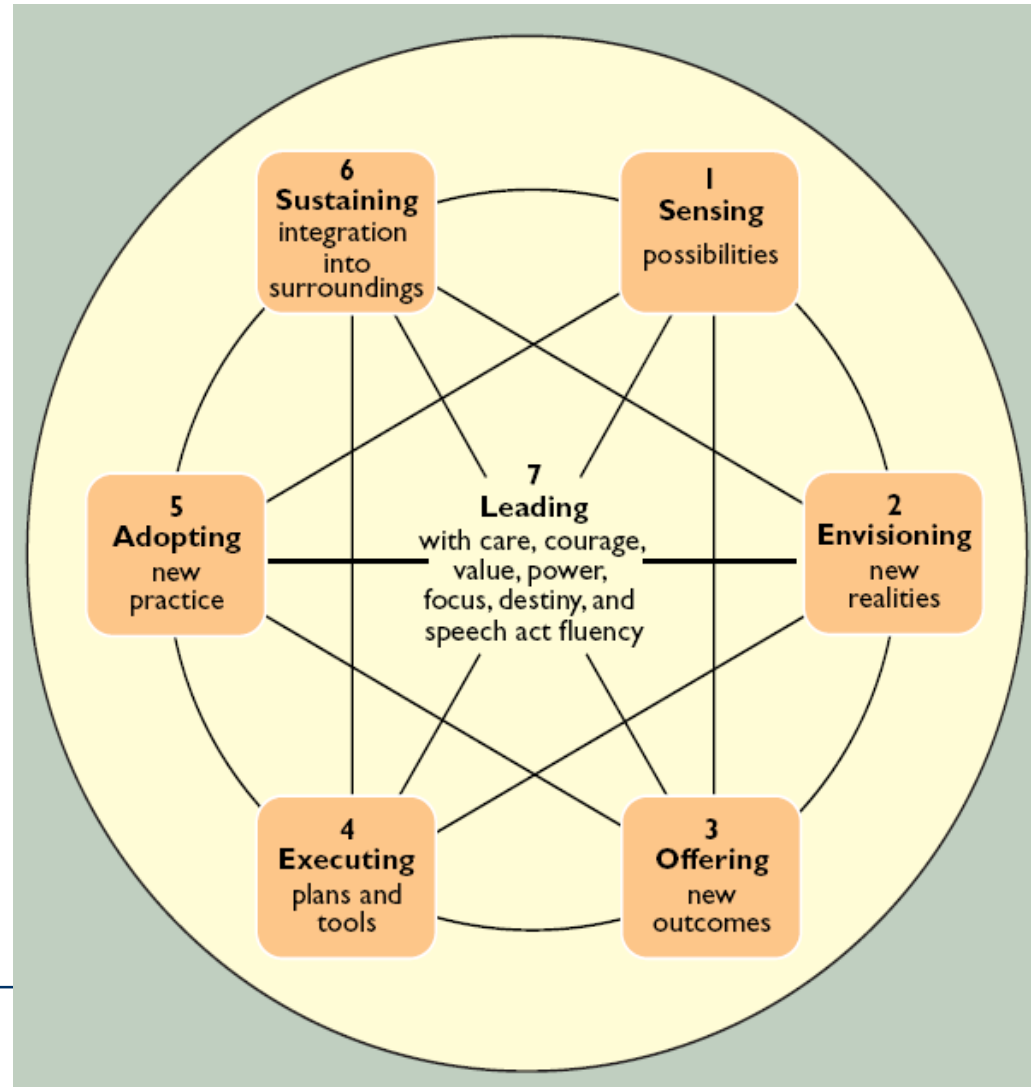 1
Sensing
possibilities
2
Envisioning
new
realities
3
Offering
new
outcomes
4
Executing
plans and
tools
5
Adopting
new
practice
6
Sustaining
integration
into
surroundings
7
Leading
with care, courage,
value, power,
focus, destiny, and
speech act fluency